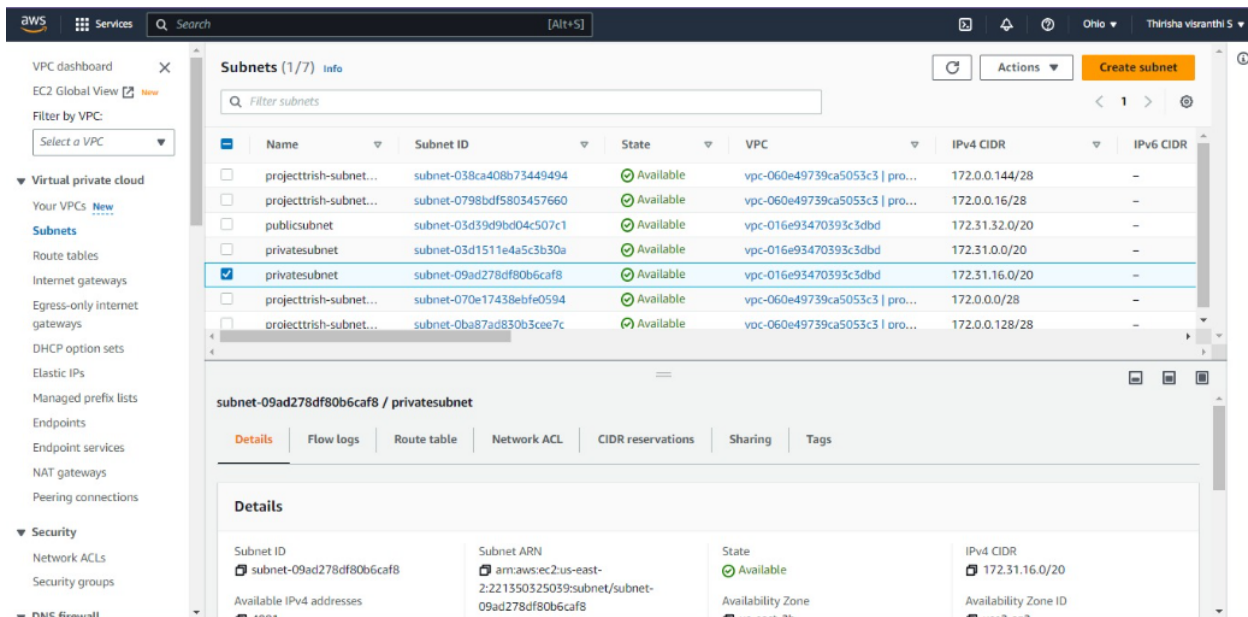 aws Services Search [Alt+S] Ohio Thirisha visranthi S
VPC dashboard
EC2 Global View New
Filter by VPC:
Select a VPC
Virtual private cloud
Your VPCs New
Subnets
Route tables
Internet gateways
Egress-only internet
gateways
DHCP option sets
Elastic IPs
Managed prefix lists
Endpoints
Endpoint services
NAT gateways
Peering connections
Security
Network ACLs
Security groups
DNS firewall
Subnets (1/7) Info
Actions Create subnet
Filter subnets
1
Name Subnet ID State VPC IPv4 CIDR IPv6 CIDR
projecttrish-subnet... subnet-038ca408b73449494 Available vpc-060e49739ca5053c3 | pro... 172.0.0.144/28 –
projecttrish-subnet... subnet-0798bdf5803457660 Available vpc-060e49739ca5053c3 | pro... 172.0.0.16/28 –
publicsubnet subnet-03d39d9bd04c507c1 Available vpc-016e93470393c3dbd 172.31.32.0/20 –
privatesubnet subnet-03d1511e4a5c3b30a Available vpc-016e93470393c3dbd 172.31.0.0/20 –
privatesubnet subnet-09ad278df80b6caf8 Available vpc-016e93470393c3dbd 172.31.16.0/20 –
projecttrish-subnet... subnet-070e17438ebfe0594 Available vpc-060e49739ca5053c3 | pro... 172.0.0.0/28 –
projecttrish-subnet... subnet-0ba87ad830b3cee7c Available vpc-060e49739ca5053c3 | pro... 172.0.0.128/28 –
subnet-09ad278df80b6caf8 / privatesubnet
Details Flow logs Route table Network ACL CIDR reservations Sharing Tags
Details
Subnet ID
subnet-09ad278df80b6caf8
Subnet ARN
arn:aws:ec2:us-east-
2:221350325039:subnet/subnet-
09ad278df80b6caf8
State
Available
IPv4 CIDR
172.31.16.0/20
Available IPv4 addresses
Availability Zone
Availability Zone ID